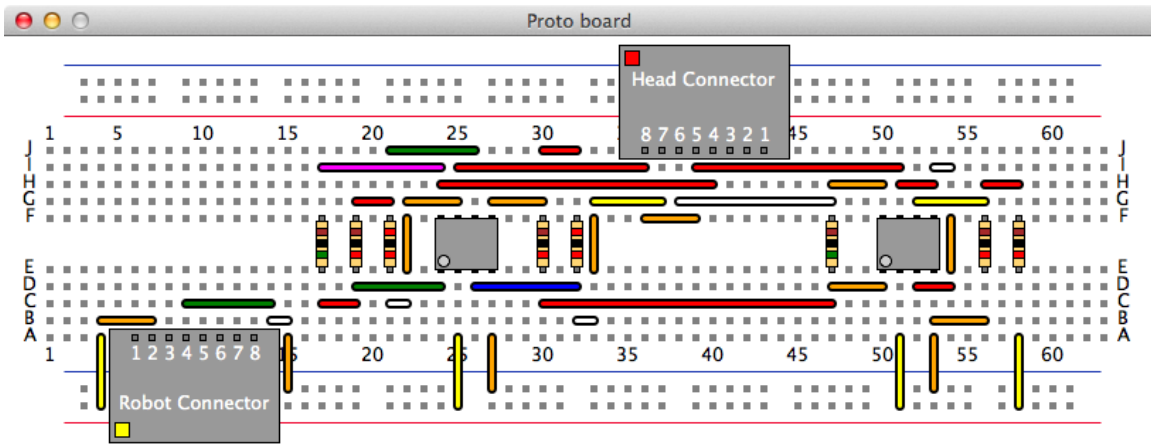 Proto board
Head Connector
1 5 10 15 20 25 30 8 7 6 5 4 3 2 1 45 50 55 60
J J
I I
H H
G G
F F
E E
D D
C C
B B
A A
1 1 2 3 4 5 6 7 8 15 20 25 30 35 40 45 50 55 60
Robot Connector